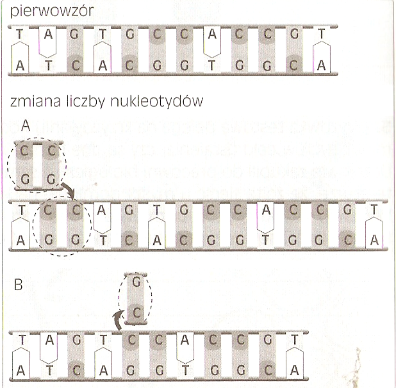 pierwowzór
T A G T G C C A C C G T
A T C A C G G T G G C A
zmiana liczby nukleotydów
A
C C
G G
T C C A G T G C C A C C G T
A G G T C A C G G T G G C A
B
G
C
T A G T C C A C C G T
A T C A G G T G G C A